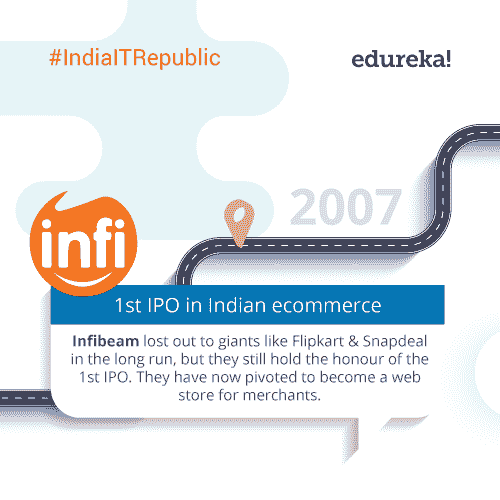 #IndiaITRepublic
edureka!
2007
infi
1st IPO in Indian ecommerce
Infibeam lost out to giants like Flipkart & Snapdeal
in the long run, but they still hold the honour of the
1st IPO. They have now pivoted to become a web
store for merchants.